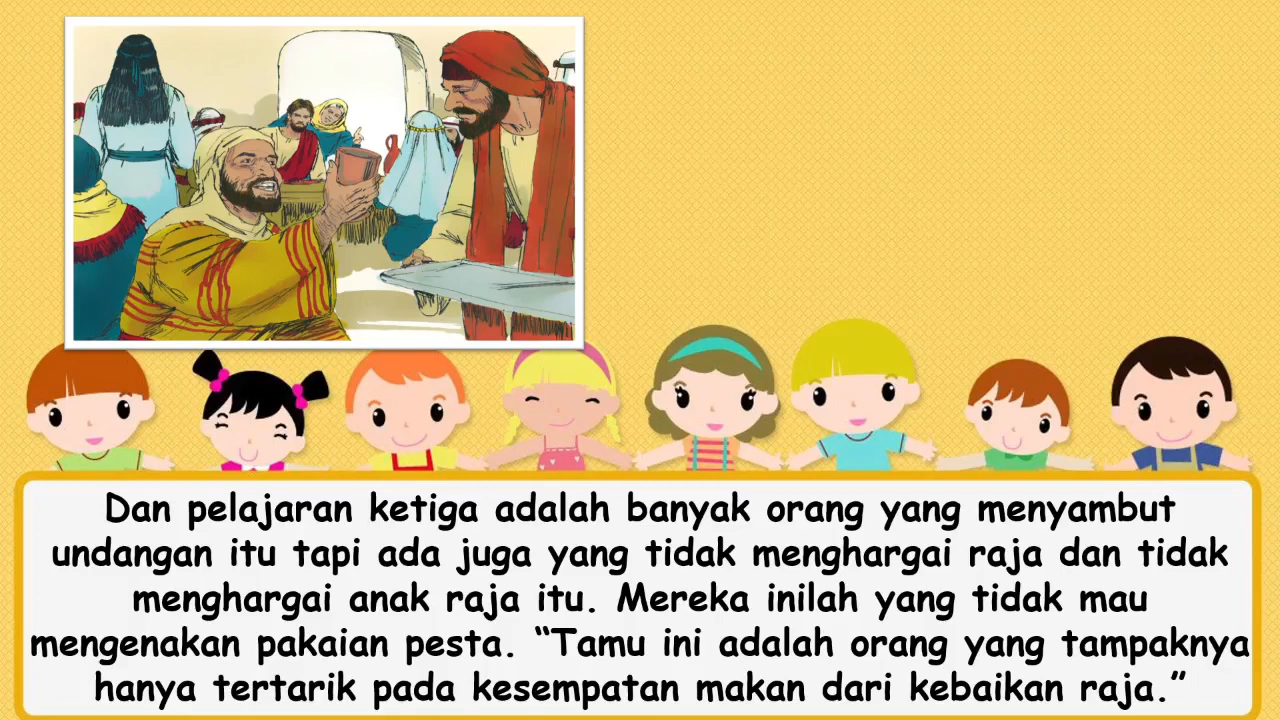 Dan pelajaran ketiga adalah banyak orang yang menyambut
undangan itu tapi ada juga yang tidak menghargai raja dan tidak
menghargai anak raja itu. Mereka inilah yang tidak mau
mengenakan pakaian pesta. “Tamu ini adalah orang yang tampaknya
hanya tertarik pada kesempatan makan dari kebaikan raja.”